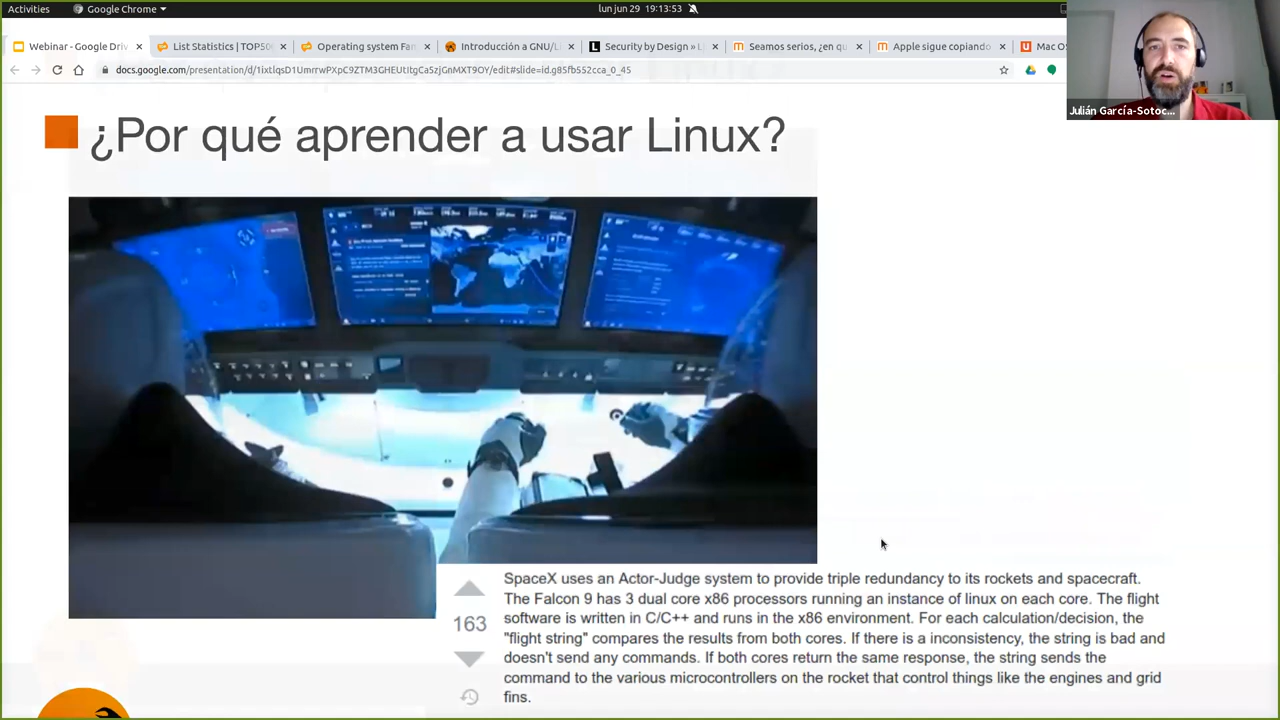 Activities
Google Chrome
lun jun 29 19:13:53
Webinar - Google Driv
List Statistics | TOP50
Operating system Fam
Introducción a GNU/Li
Security by Design » L
Seamos serios, ¿en qu
Apple sigue copiando
Mac OS
docs.google.com/presentation/d/1ixtlqsD1UmrrwPXpC9ZTM3GHEUtItgCa5zjGnMXT9OY/edit#slide=id.g85fb552cca_0_45
Julián García-Sotoc...
¿Por qué aprender a usar Linux?
163
SpaceX uses an Actor-Judge system to provide triple redundancy to its rockets and spacecraft.
The Falcon 9 has 3 dual core x86 processors running an instance of linux on each core. The flight
software is written in C/C++ and runs in the x86 environment. For each calculation/decision, the
"flight string" compares the results from both cores. If there is a inconsistency, the string is bad and
doesn't send any commands. If both cores return the same response, the string sends the
command to the various microcontrollers on the rocket that control things like the engines and grid
fins.